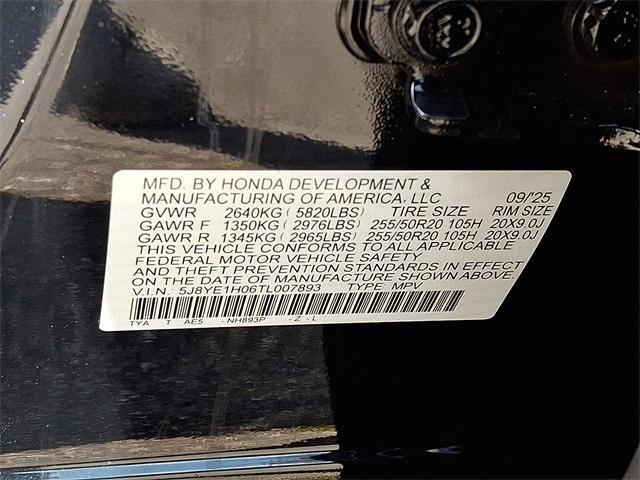 MFD. BY HONDA DEVELOPMENT &
MANUFACTURING OF AMERICA, LLC 09/'25
GVWR 2640KG ( 5820LBS) TIRE SIZE RIM SIZE
GAWR F 1350KG ( 2976LBS) 255/50R20 105H 20X9.0J
GAWR R 1345KG ( 2965LBS) 255/50R20 105H 20X9.0J
THIS VEHICLE CONFORMS TO ALL APPLICABLE
FEDERAL MOTOR VEHICLE SAFETY
AND THEFT PREVENTION STANDARDS IN EFFECT
ON THE DATE OF MANUFACTURE SHOWN ABOVE.
V.I.N.: 5J8YE1H06TL007893 TYPE: MPV
TYA T AE5 - NH893P - Z - L